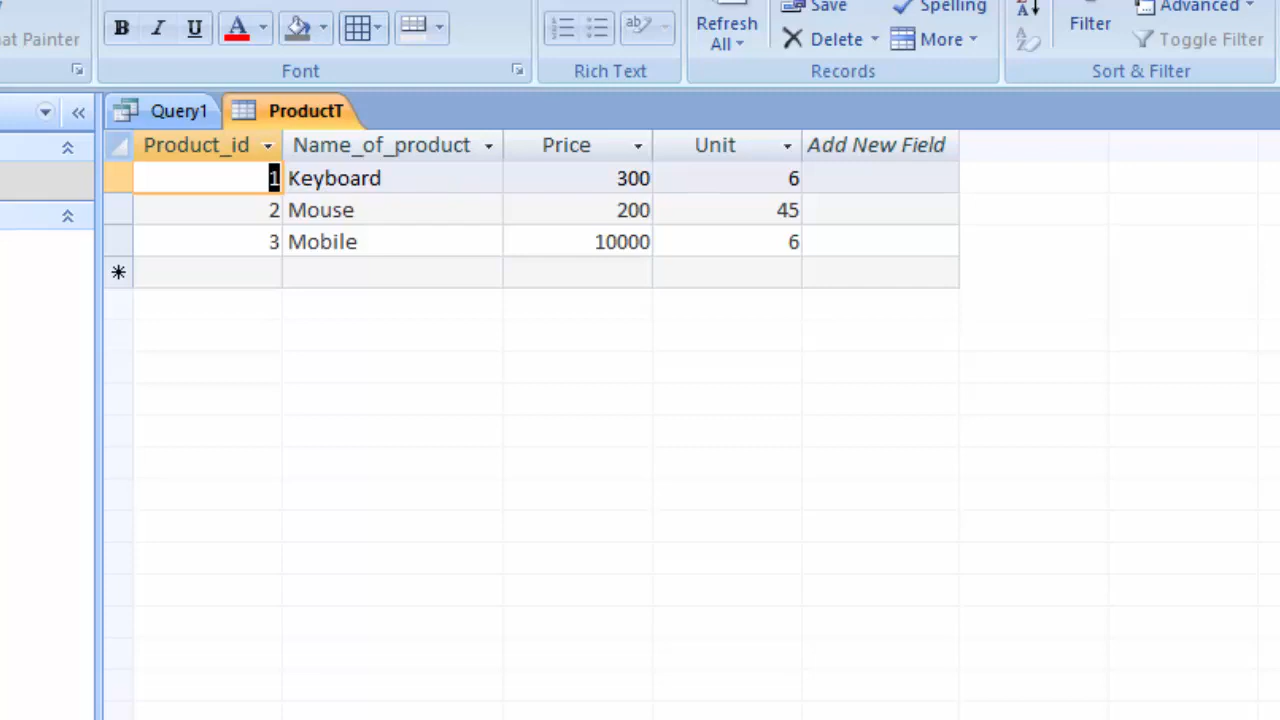 Save
Spelling
Advanced
B I U A
ab
Refresh
All
Delete
More
Filter
Toggle Filter
at Painter
Font
Rich Text
Records
Sort & Filter
Query1
ProductT
Product_id Name_of_product Price Unit Add New Field
1 Keyboard 300 6
2 Mouse 200 45
3 Mobile 10000 6